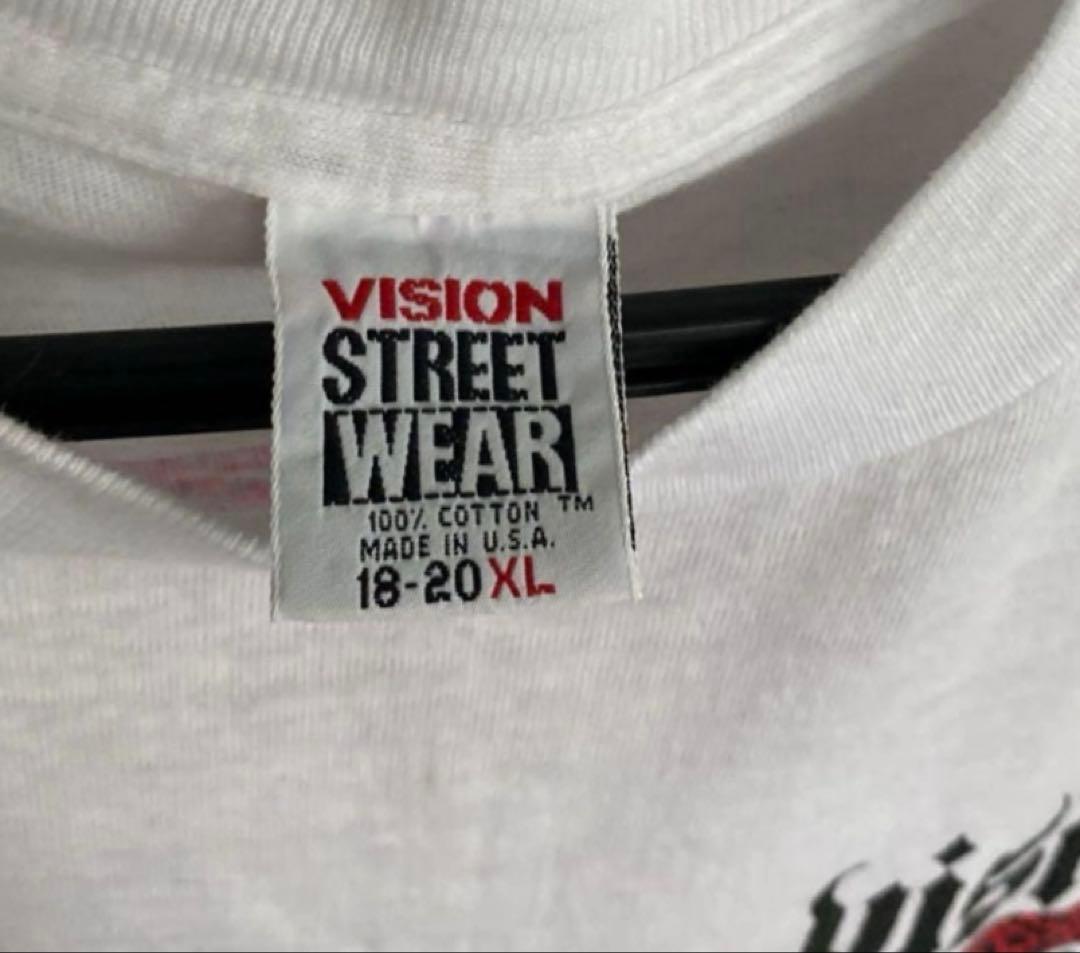 VISION
STREET
WEAR
100% COTTON ™
MADE IN U.S.A.
18-20 XL